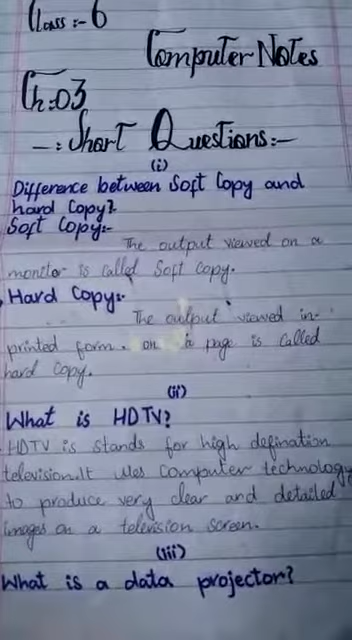 Class:- 6
Computer Notes
Ch:03
-: Short Questions:-
(i)
Difference between Soft Copy and
hard Copy?
Soft Copy:-
The output viewed on a
monitor is called Soft Copy.
Hard Copy:-
The output viewed in
printed form. on a page is called
hard Copy.
(ii)
What is HDTV?
HDTV is stands for high defination
television.It uses Computer technology
to produce very clear and detailed
images on a television screen.
(iii)
What is a data projector?